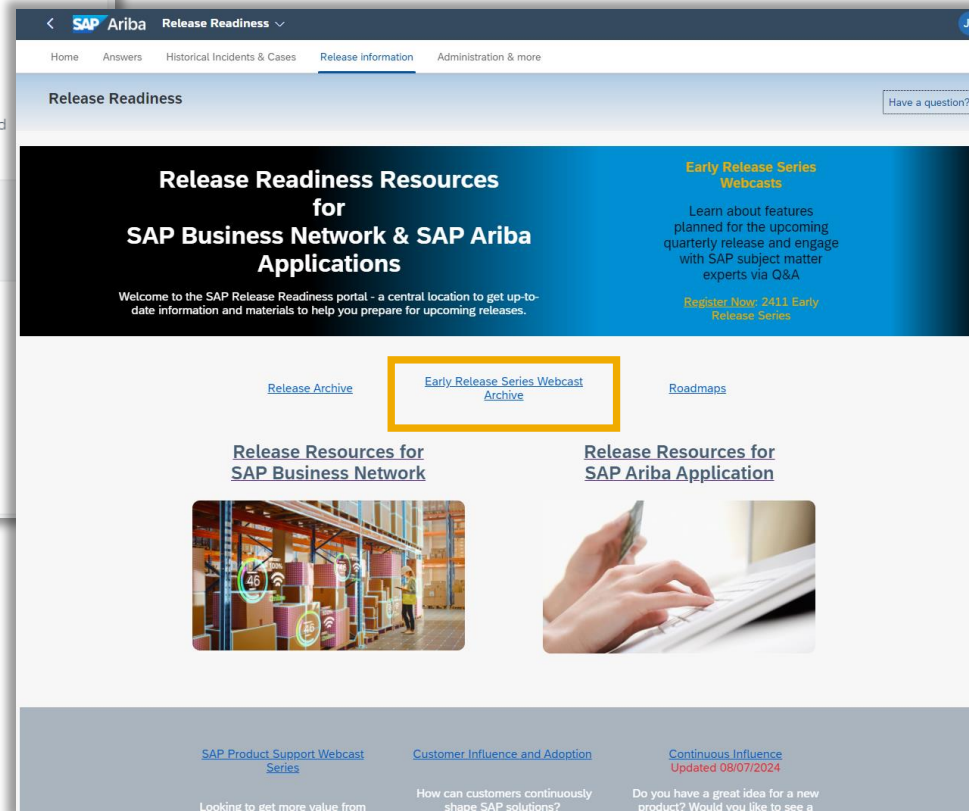 SAP Ariba Release Readiness
Home Answers Historical Incidents & Cases Release information Administration & more
Release Readiness
Have a question?
Release Readiness Resources
for
SAP Business Network & SAP Ariba
Applications
Welcome to the SAP Release Readiness portal - a central location to get up-to-
date information and materials to help you prepare for upcoming releases.
Early Release Series
Webcasts
Learn about features
planned for the upcoming
quarterly release and engage
with SAP subject matter
experts via Q&A
Register Now: 2411 Early
Release Series
Release Archive
Early Release Series Webcast
Archive
Roadmaps
Release Resources for
SAP Business Network
Release Resources for
SAP Ariba Application
46
46
SAP Product Support Webcast
Series
Looking to get more value from
Customer Influence and Adoption
How can customers continuously
shape SAP solutions?
Continuous Influence
Updated 08/07/2024
Do you have a great idea for a new
product? Would you like to see a